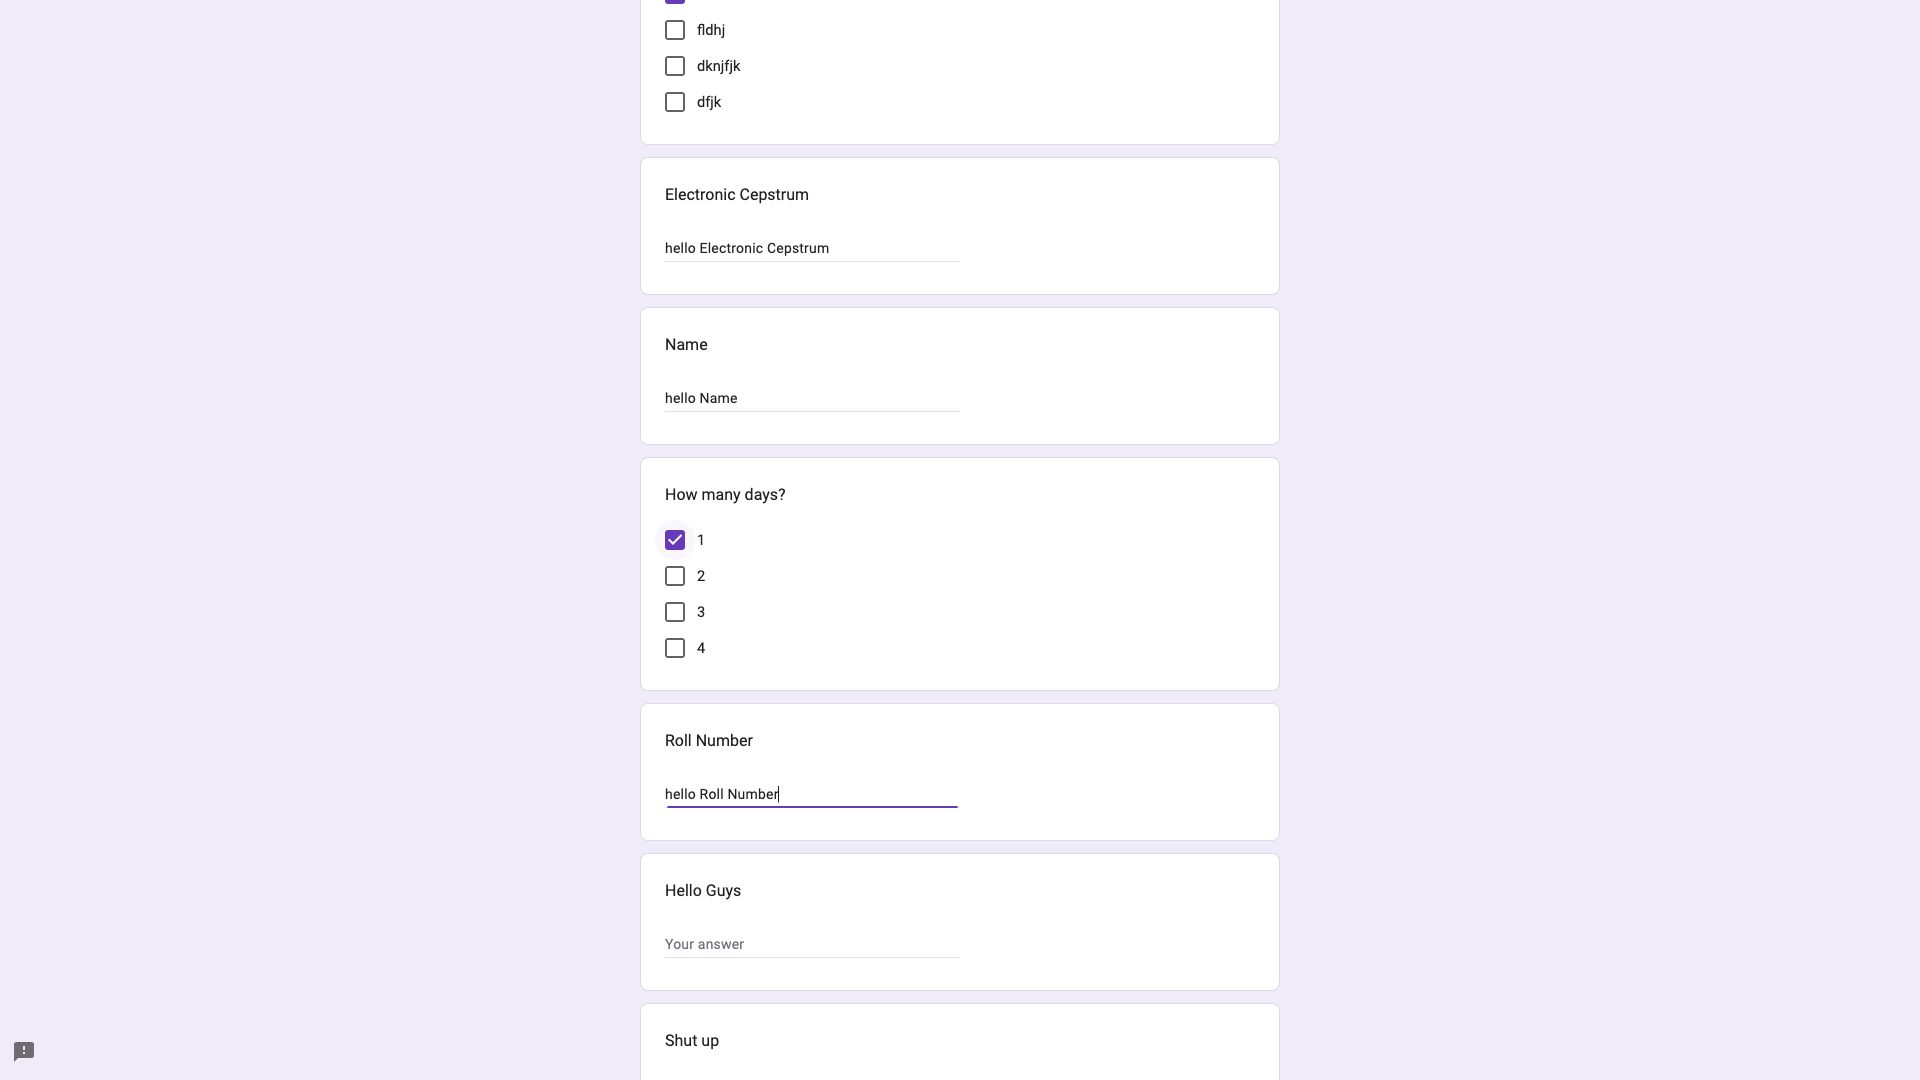 fldhj
dknjfjk
dfjk
Electronic Cepstrum
hello Electronic Cepstrum
Name
hello Name
How many days?
1
2
3
4
Roll Number
hello Roll Number
Hello Guys
Your answer
Shut up